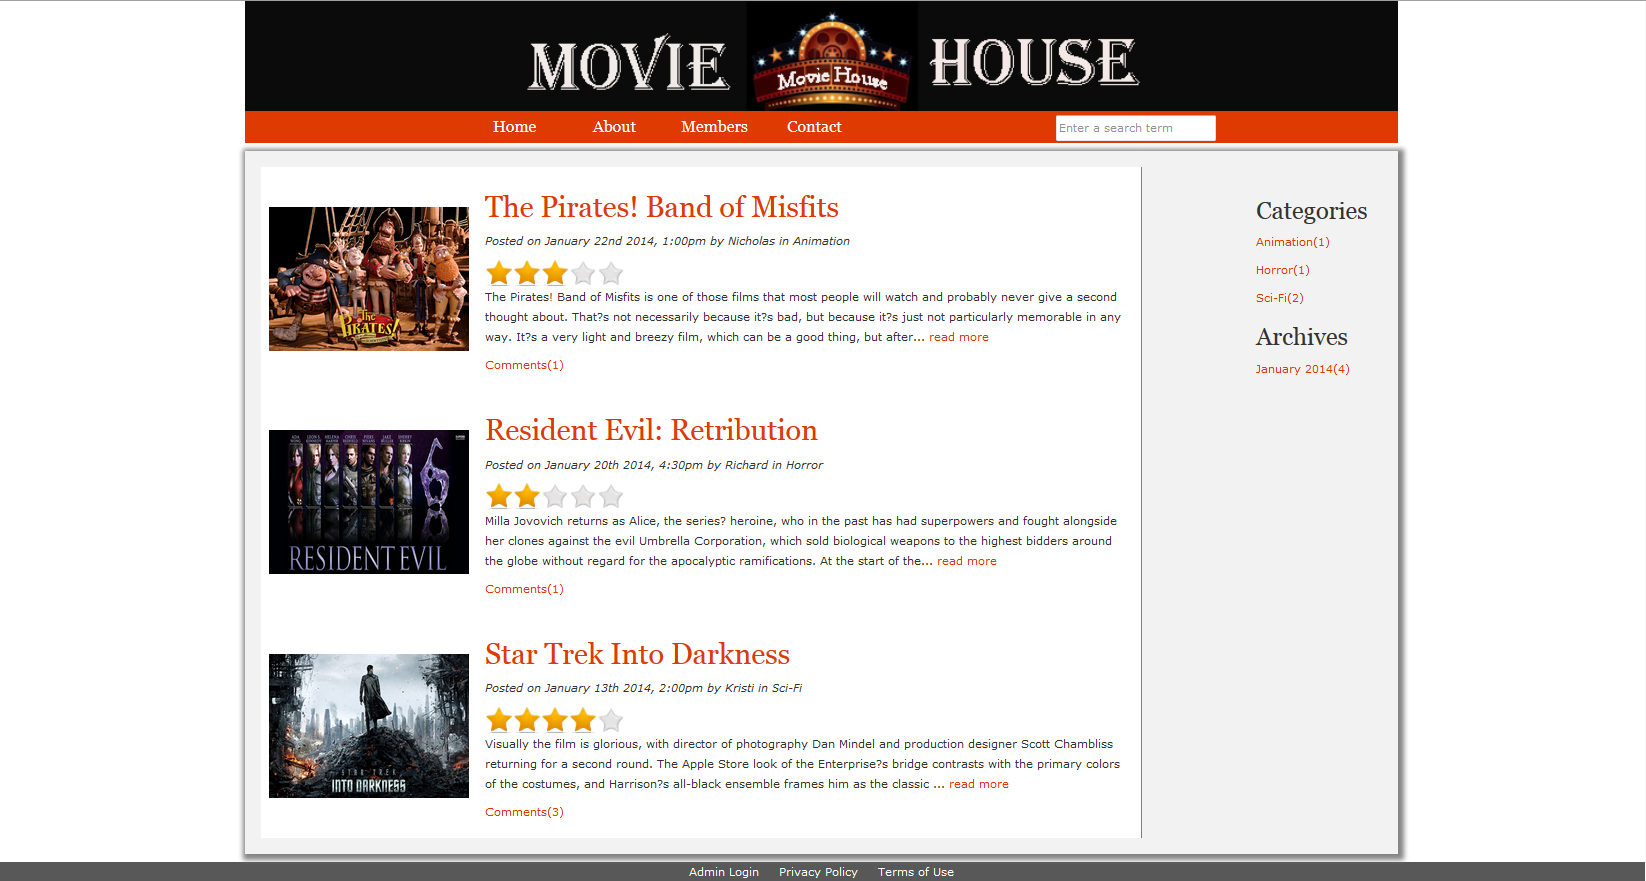 MOVIE
Movie House
HOUSE
Home About Members Contact
Enter a search term
The Pirates! Band of Misfits
Posted on January 22nd 2014, 1:00pm by Nicholas in Animation
The Pirates! Band of Misfits is one of those films that most people will watch and probably never give a second
thought about. That?s not necessarily because it?s bad, but because it?s just not particularly memorable in any
way. It?s a very light and breezy film, which can be a good thing, but after... read more
Comments(1)
The
PIRATES!
Resident Evil: Retribution
Posted on January 20th 2014, 4:30pm by Richard in Horror
Milla Jovovich returns as Alice, the series? heroine, who in the past has had superpowers and fought alongside
her clones against the evil Umbrella Corporation, which sold biological weapons to the highest bidders around
the globe without regard for the apocalyptic ramifications. At the start of the... read more
Comments(1)
6
RESIDENT EVIL
Star Trek Into Darkness
Posted on January 13th 2014, 2:00pm by Kristi in Sci-Fi
Visually the film is glorious, with director of photography Dan Mindel and production designer Scott Chambliss
returning for a second round. The Apple Store look of the Enterprise?s bridge contrasts with the primary colors
of the costumes, and Harrison?s all-black ensemble frames him as the classic ... read more
Comments(3)
STAR TREK
INTO DARKNESS
Categories
Animation(1)
Horror(1)
Sci-Fi(2)
Archives
January 2014(4)
Admin Login Privacy Policy Terms of Use